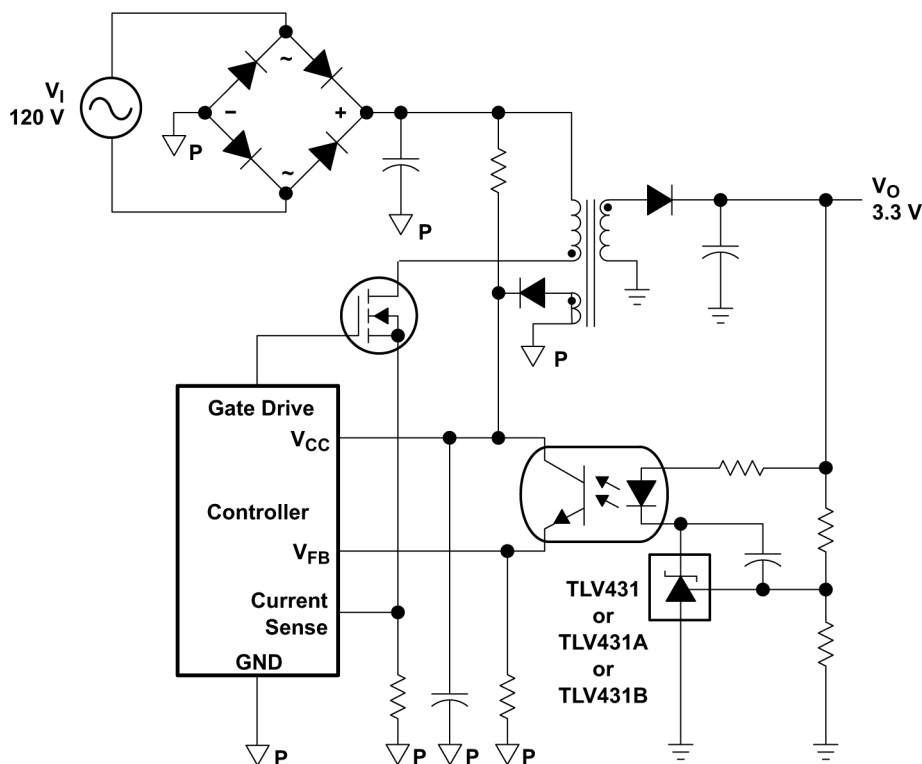 ~
V_I
120 V
−
+
P
~
P
V_O
3.3 V
P
Gate Drive
V_CC
Controller
V_FB
Current
Sense
GND
TLV431
or
TLV431A
or
TLV431B
P
P
P
P